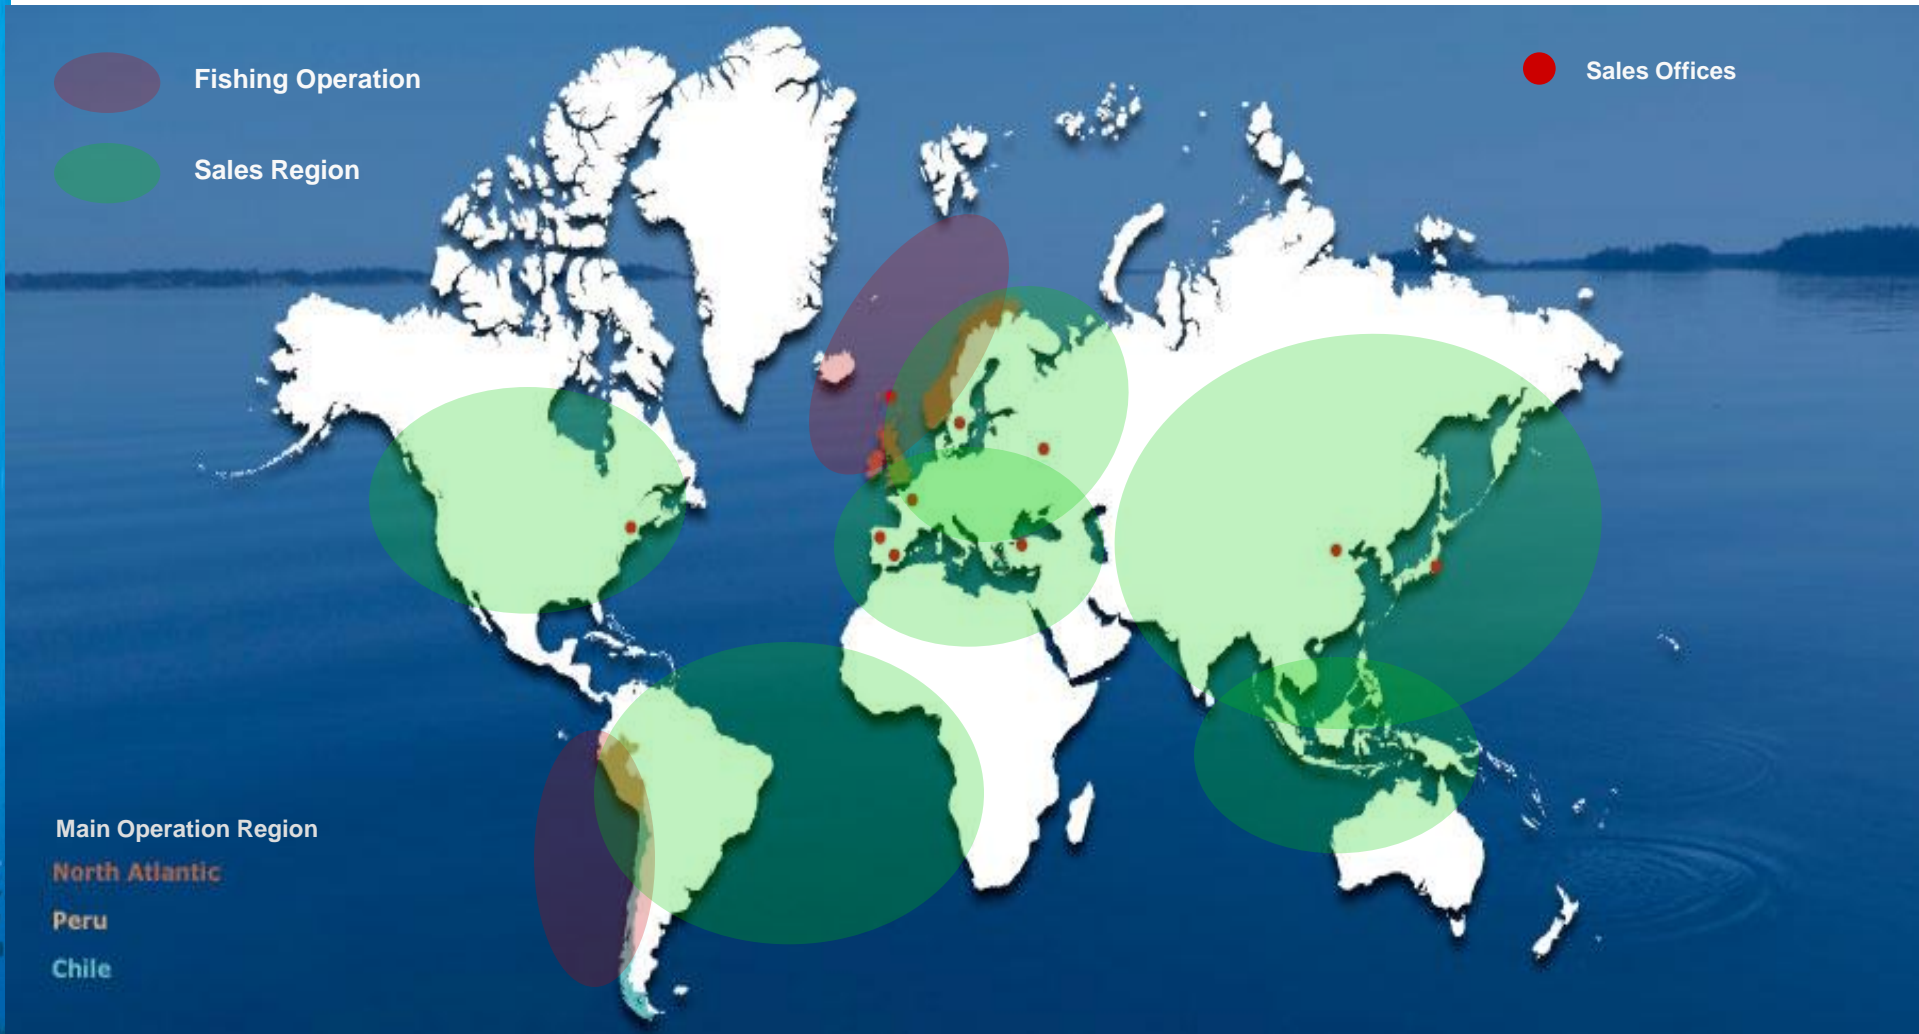 Fishing Operation
Sales Offices
Sales Region
Main Operation Region
North Atlantic
Peru
Chile